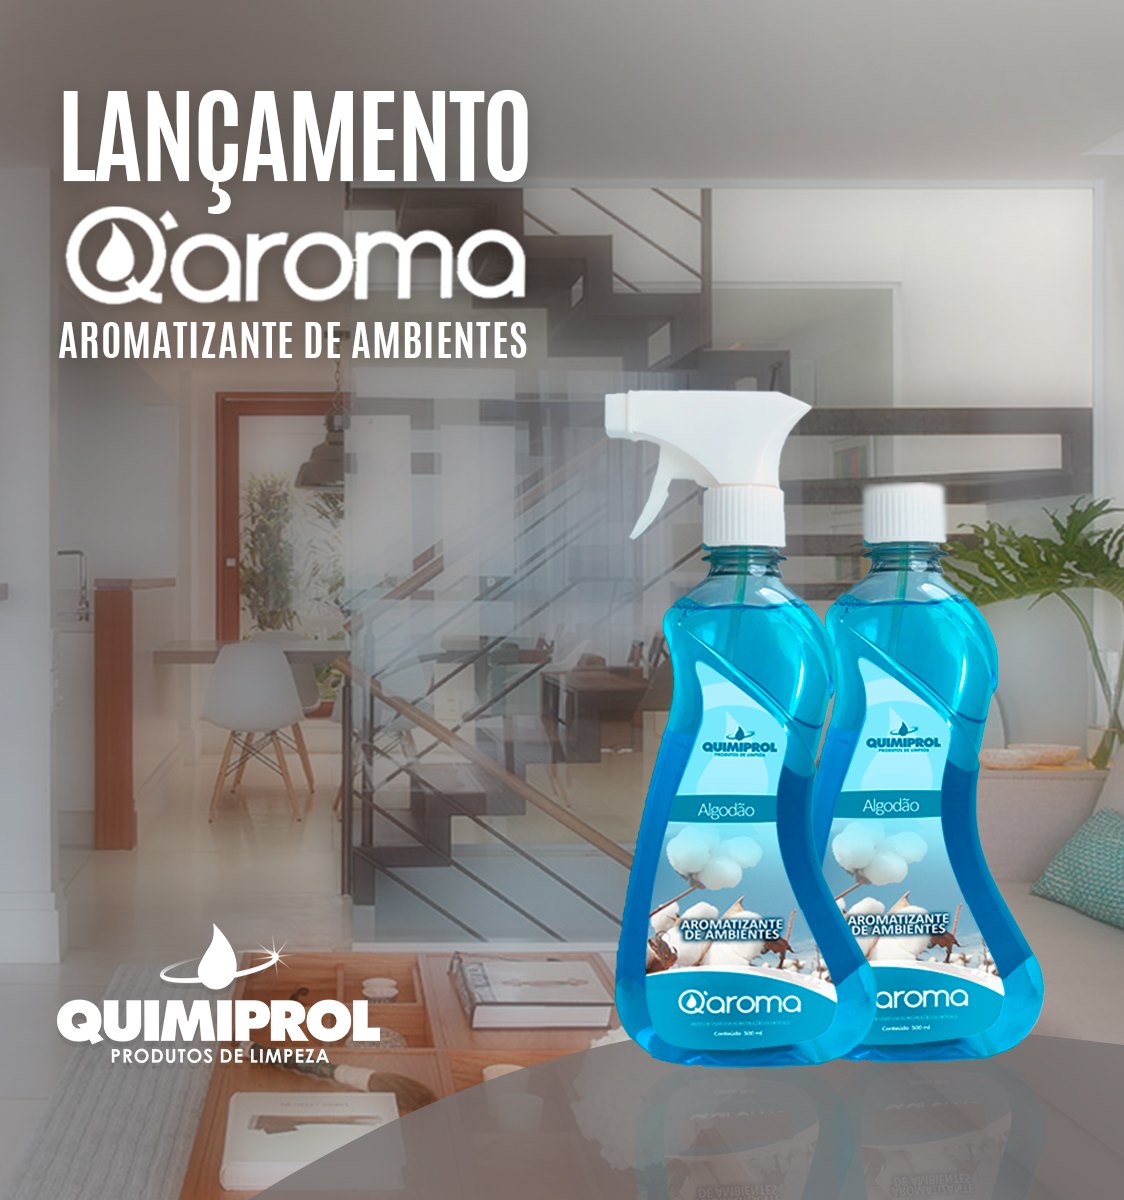 LANÇAMENTO
Q'aroma
AROMATIZANTE DE AMBIENTES
QUIMIPROL
PRODUTOS DE LIMPEZA
Algodão
AROMATIZANTE
DE AMBIENTES
Q'aroma
Conteúdo: 500 ml
QUIMIPROL
PRODUTOS DE LIMPEZA
Algodão
AROMATIZANTE
DE AMBIENTES
aroma
Conteúdo: 500 ml
QUIMIPROL
PRODUTOS DE LIMPEZA